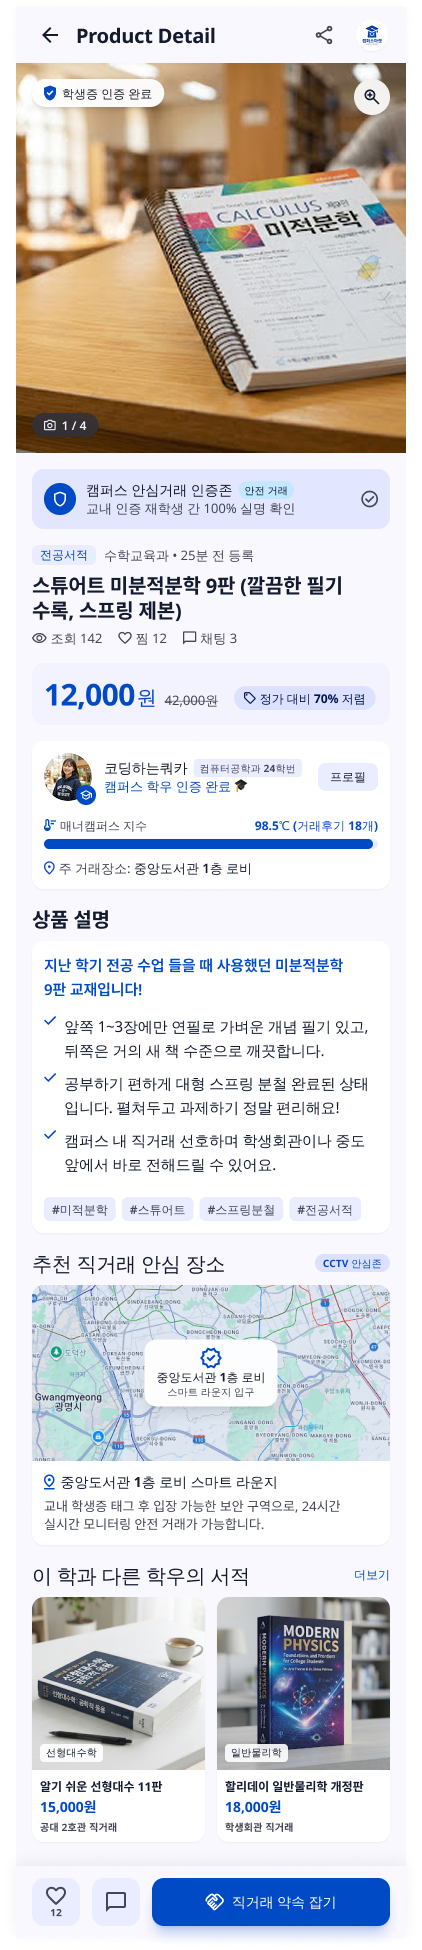 Product Detail
캠퍼스마켓
학생증 인증 완료
CALCULUS 제9판
미적분학
1 / 4
캠퍼스 안심거래 인증존 안전 거래
교내 인증 재학생 간 100% 실명 확인
전공서적 수학교육과 • 25분 전 등록
스튜어트 미분적분학 9판 (깔끔한 필기
수록, 스프링 제본)
조회 142 찜 12 채팅 3
12,000원 42,000원 정가 대비 70% 저렴
코딩하는쿼카 컴퓨터공학과 24학번
캠퍼스 학우 인증 완료 🎓
프로필
매너캠퍼스 지수 98.5℃ (거래후기 18개)
주 거래장소: 중앙도서관 1층 로비
상품 설명
지난 학기 전공 수업 들을 때 사용했던 미분적분학
9판 교재입니다!
앞쪽 1~3장에만 연필로 가벼운 개념 필기 있고,
뒤쪽은 거의 새 책 수준으로 깨끗합니다.
공부하기 편하게 대형 스프링 분철 완료된 상태
입니다. 펼쳐두고 과제하기 정말 편리해요!
캠퍼스 내 직거래 선호하며 학생회관이나 중도
앞에서 바로 전해드릴 수 있어요.
#미적분학 #스튜어트 #스프링분철 #전공서적
추천 직거래 안심 장소 CCTV 안심존
Gwangmyeong
광명시
도덕산
중앙도서관 1층 로비
스마트 라운지 입구
중앙도서관 1층 로비 스마트 라운지
교내 학생증 태그 후 입장 가능한 보안 구역으로, 24시간
실시간 모니터링 안전 거래가 가능합니다.
이 학과 다른 학우의 서적 더보기
선형대수학
알기 쉬운 선형대수 11판
15,000원
공대 2호관 직거래
MODERN
PHYSICS
Foundations and Frontiers
for College Students
MODERN PHYSICS
일반물리학
할리데이 일반물리학 개정판
18,000원
학생회관 직거래
12
직거래 약속 잡기